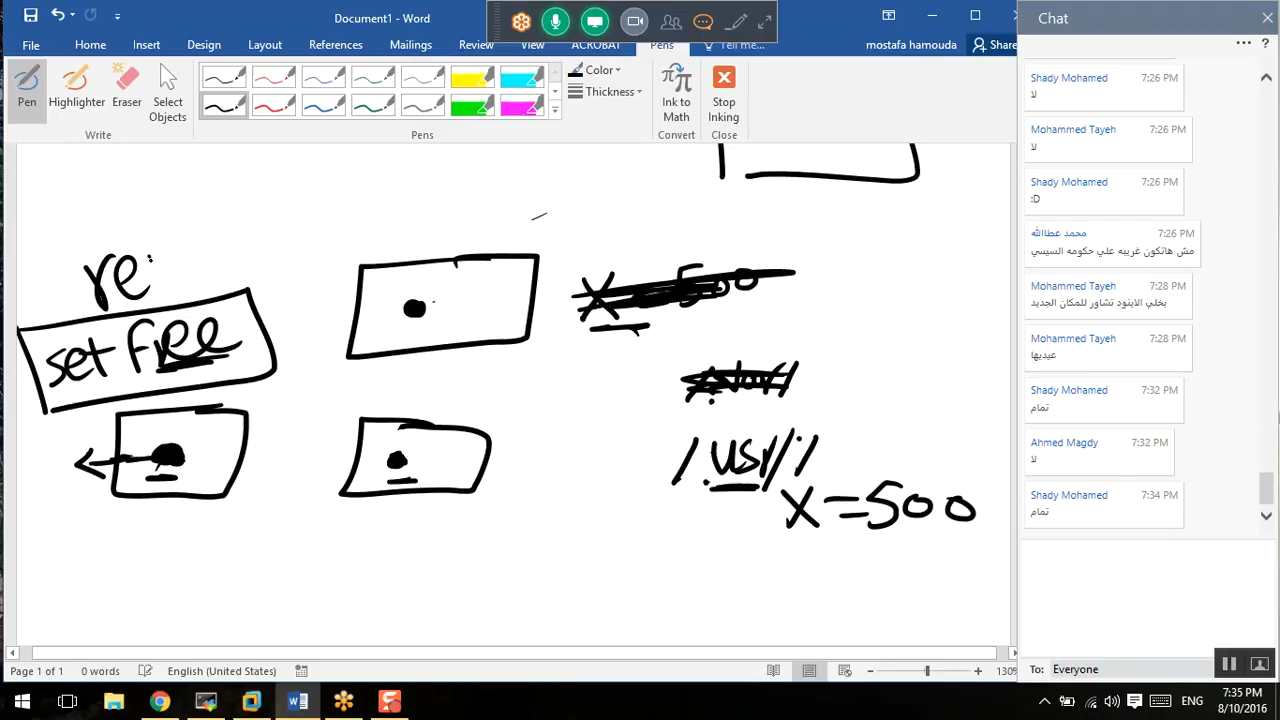 Document1 - Word
File Home Insert Design Layout References Mailings ACROBAT Pens Tell me... mostafa hamouda Share
Pen Highlighter Eraser Select Objects
Color
Thickness
Ink to Math
Stop Inking
Write Pens Convert Close
re
set free
x=500
/usr/
x=500
Chat
Shady Mohamed 7:26 PM
لا
Mohammed Tayeh 7:26 PM
لا
Shady Mohamed 7:26 PM
:D
محمد عطاالله 7:26 PM
مش هاتكون غريبه علي حكومه السيسي
Mohammed Tayeh 7:28 PM
يخلي الاينود تشاور للمكان الجديد
Mohammed Tayeh 7:28 PM
عبديها
Shady Mohamed 7:32 PM
تمام
Ahmed Magdy 7:32 PM
لا
Shady Mohamed 7:34 PM
تمام
To: Everyone
Page 1 of 1 0 words English (United States) 130%
ENG 7:35 PM
8/10/2016